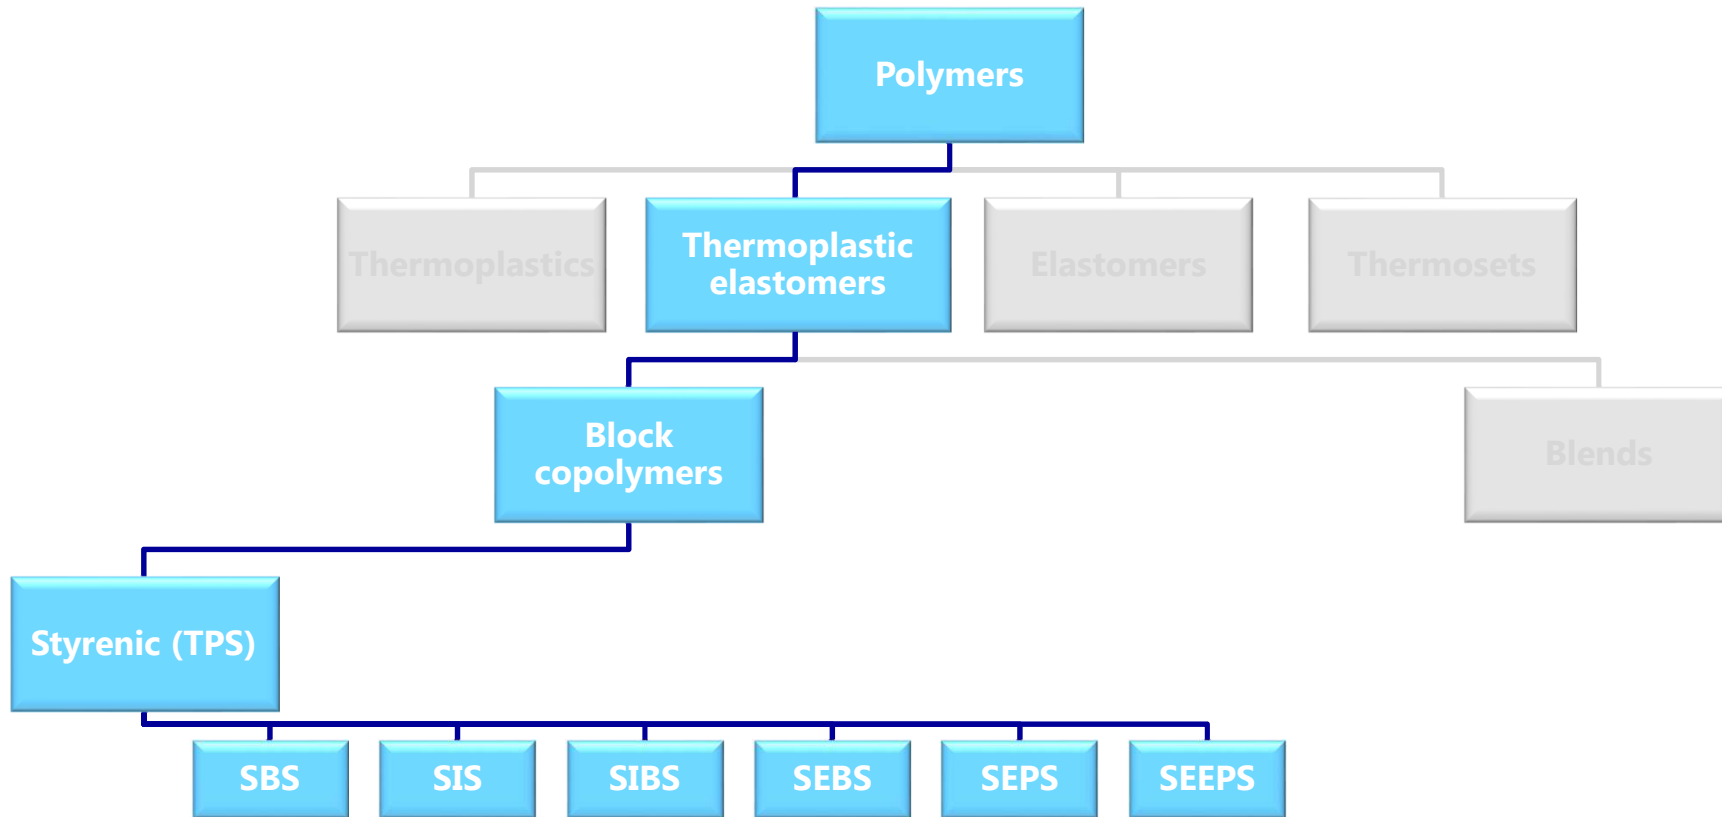 Polymers
Thermoplastics
Thermoplastic
elastomers
Elastomers
Thermosets
Block
copolymers
Blends
Styrenic (TPS)
SBS
SIS
SIBS
SEBS
SEPS
SEEPS